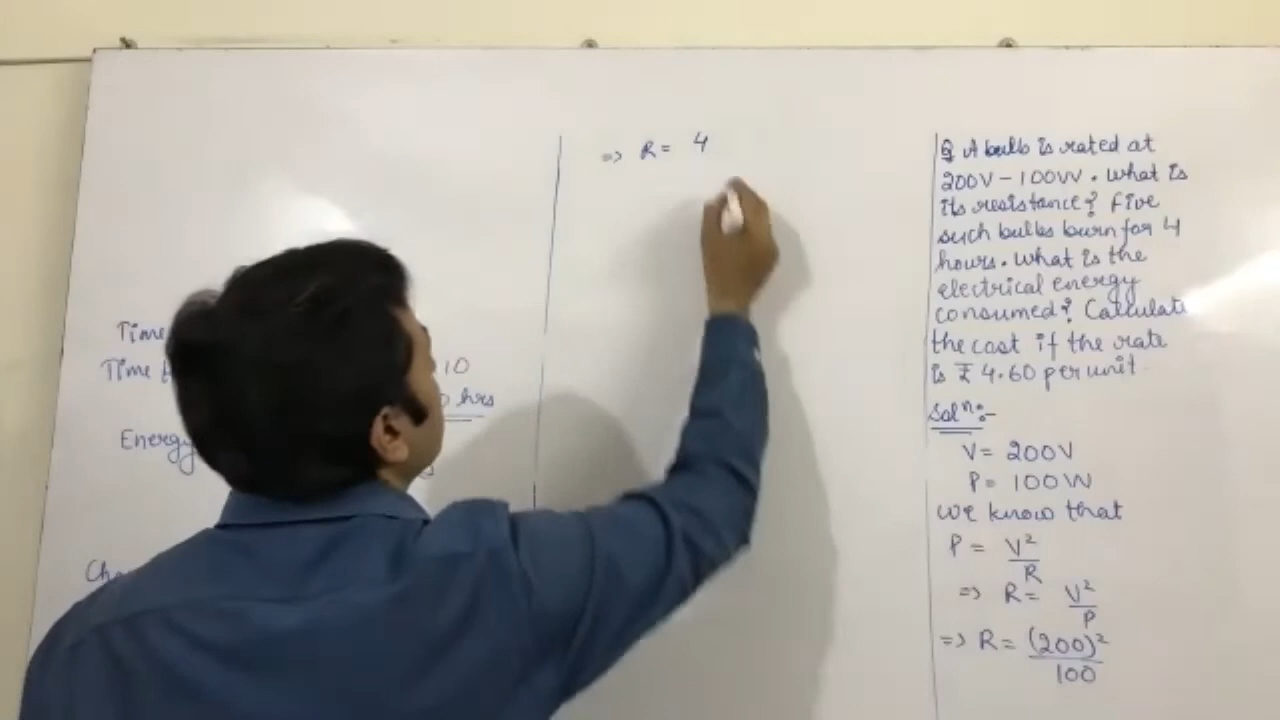 Time
Time
10
hrs
Energy
=> R = 4
Q A bulb is rated at
200V - 100W. What is
its resistance? Five
such bulbs burn for 4
hours. What is the
electrical energy
consumed? Calculate
the cost if the rate
is ₹ 4.60 per unit.
Solⁿ:-
V = 200V
P = 100W
we know that
P = V²/R
=> R = V²/P
=> R = (200)²/100